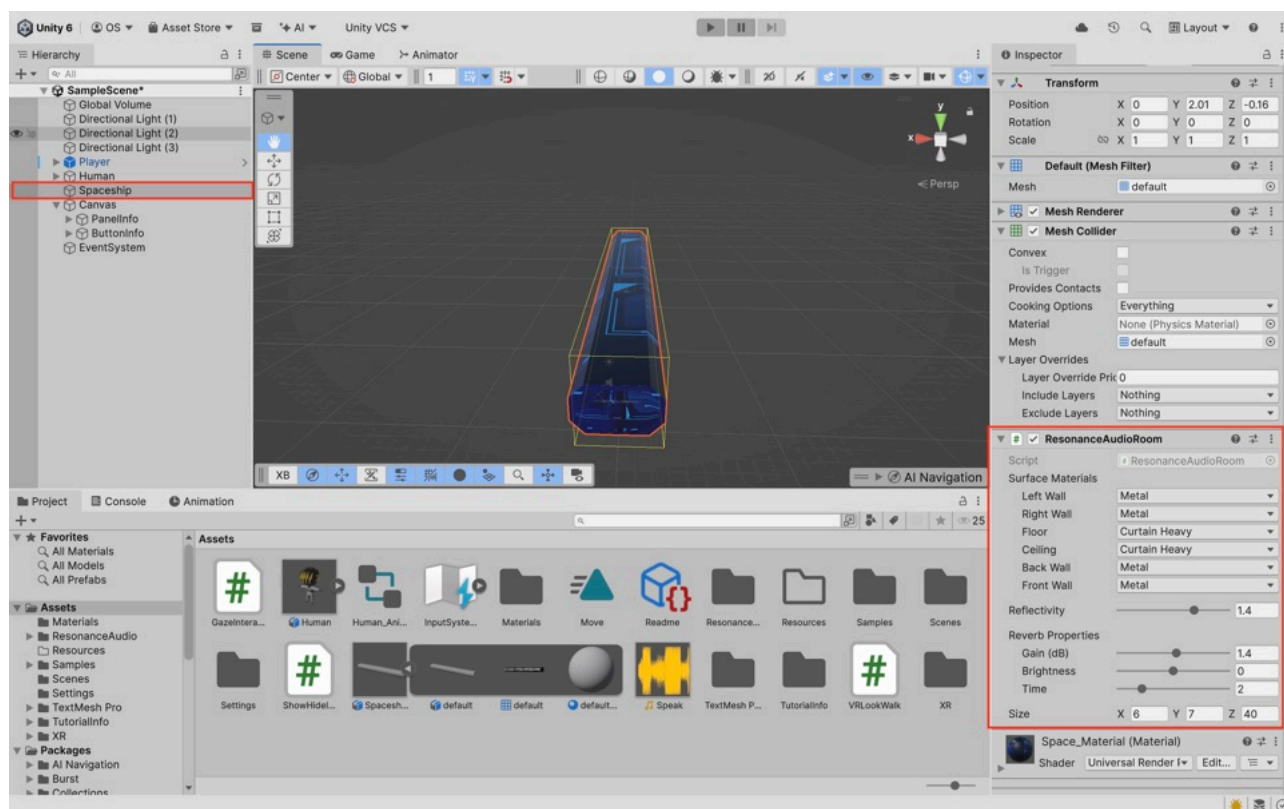 Unity 6 OS Asset Store AI Unity VCS Layout
Hierarchy
All
SampleScene*
Global Volume
Directional Light (1)
Directional Light (2)
Directional Light (3)
Player
Human
Spaceship
Canvas
PanelInfo
ButtonInfo
EventSystem
Scene Game Animator
Center Global 1
y
x
Persp
XB AI Navigation
Inspector
Transform
Position X 0 Y 2.01 Z -0.16
Rotation X 0 Y 0 Z 0
Scale X 1 Y 1 Z 1
Default (Mesh Filter)
Mesh default
Mesh Renderer
Mesh Collider
Convex
Is Trigger
Provides Contacts
Cooking Options Everything
Material None (Physics Material)
Mesh default
Layer Overrides
Layer Override Pric 0
Include Layers Nothing
Exclude Layers Nothing
# ResonanceAudioRoom
Script # ResonanceAudioRoom
Surface Materials
Left Wall Metal
Right Wall Metal
Floor Curtain Heavy
Ceiling Curtain Heavy
Back Wall Metal
Front Wall Metal
Reflectivity 1.4
Reverb Properties
Gain (dB) 1.4
Brightness 0
Time 2
Size X 6 Y 7 Z 40
Space_Material (Material)
Shader Universal Render Edit...
Project Console Animation
25
Favorites
All Materials
All Models
All Prefabs
Assets
Materials
ResonanceAudio
Resources
Samples
Scenes
Settings
TextMesh Pro
TutorialInfo
XR
Packages
AI Navigation
Burst
Collections
Assets
GazeIntera... Human Human_Ani... InputSyste... Materials Move Readme Resonance... Resources Samples Scenes
Settings ShowHideI... Spacesh... default default default... Speak TextMesh P... TutorialInfo VRLookWalk XR